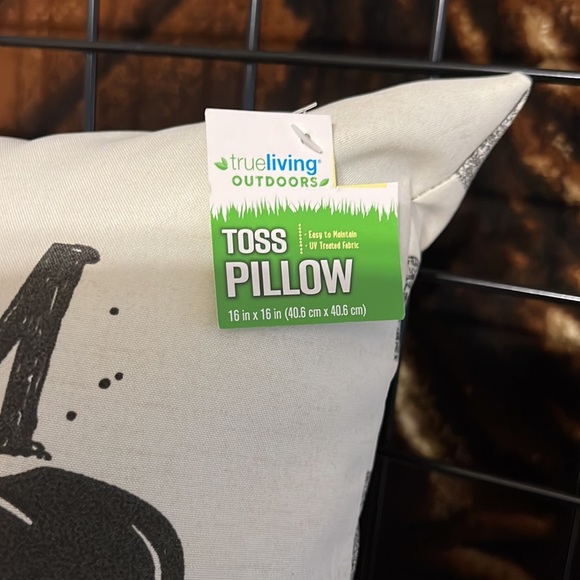 trueliving®
OUTDOORS
TOSS
- Easy to Maintain
- UV Treated Fabric
PILLOW
16 in x 16 in (40.6 cm x 40.6 cm)